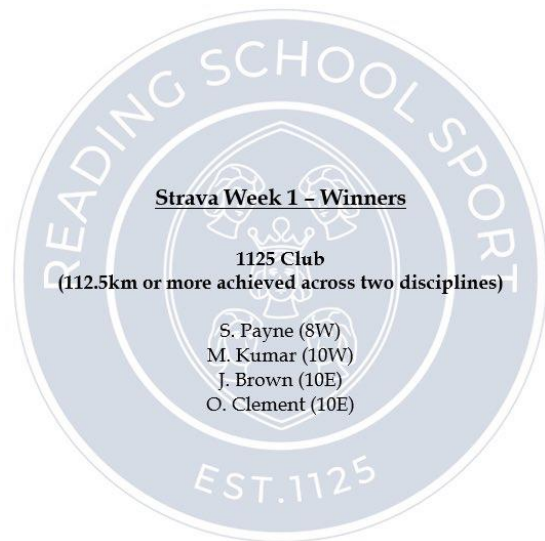 READING SCHOOL SPORT
Strava Week 1 – Winners
1125 Club
(112.5km or more achieved across two disciplines)
S. Payne (8W)
M. Kumar (10W)
J. Brown (10E)
O. Clement (10E)
EST.1125